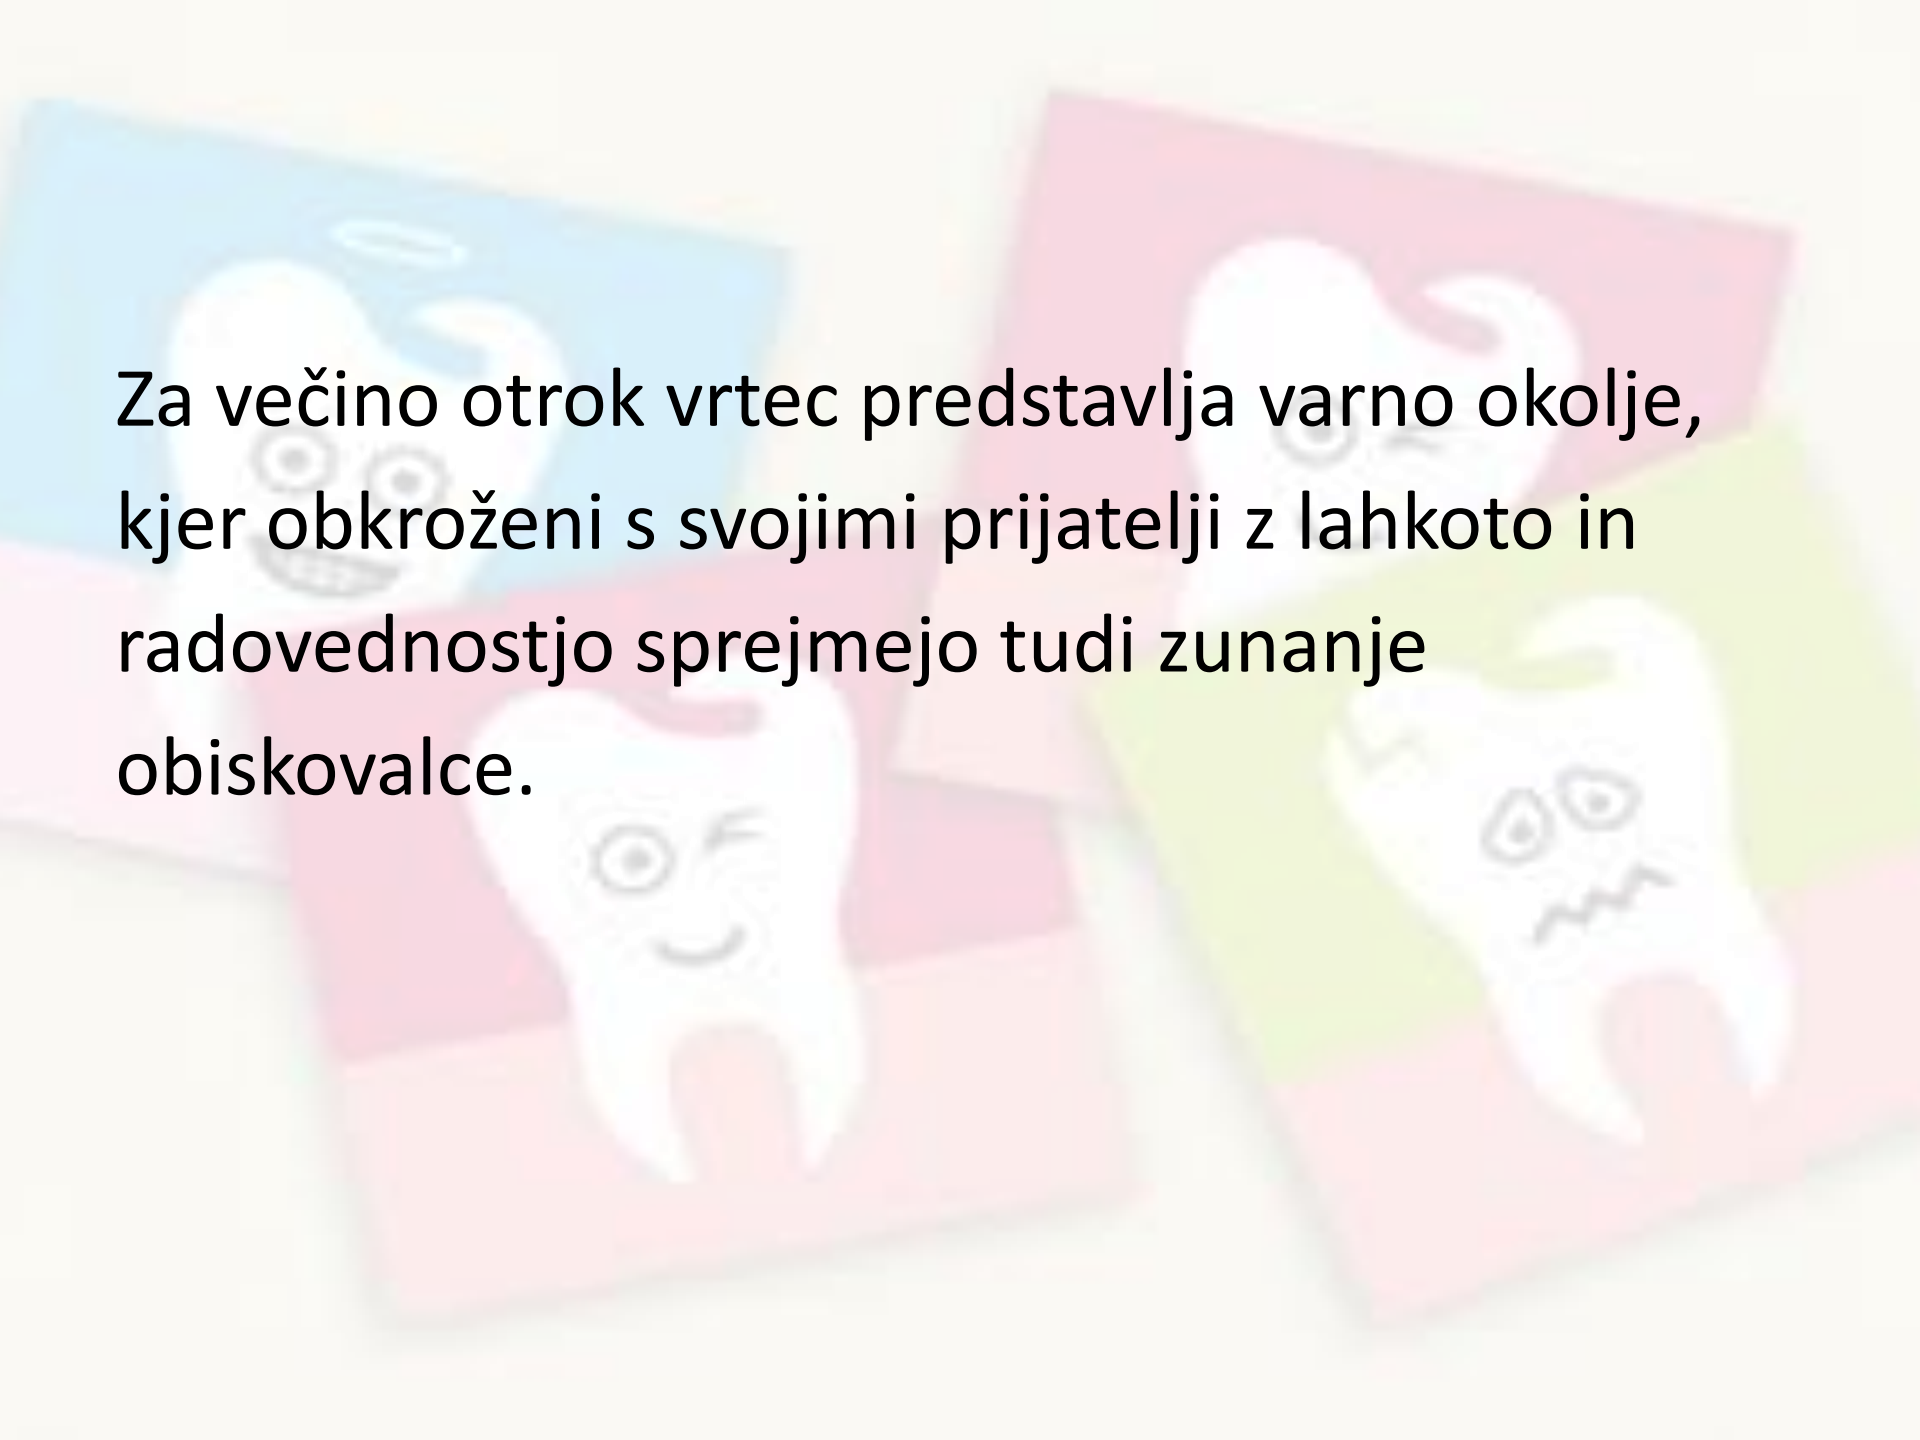 Za večino otrok vrtec predstavlja varno okolje,
kjer obkroženi s svojimi prijatelji z lahkoto in
radovednostjo sprejmejo tudi zunanje
obiskovalce.